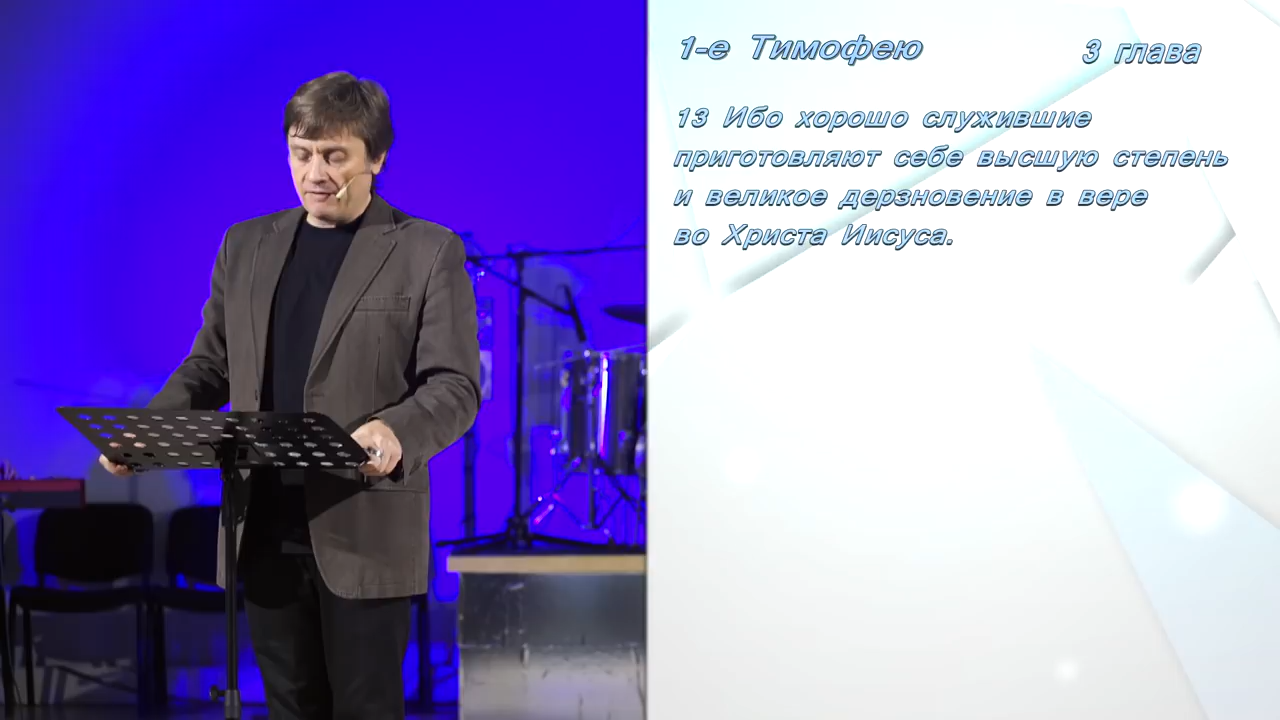 1-е Тимофею 3 глава
13 Ибо хорошо служившие
приготовляют себе высшую степень
и великое дерзновение в вере
во Христа Иисуса.